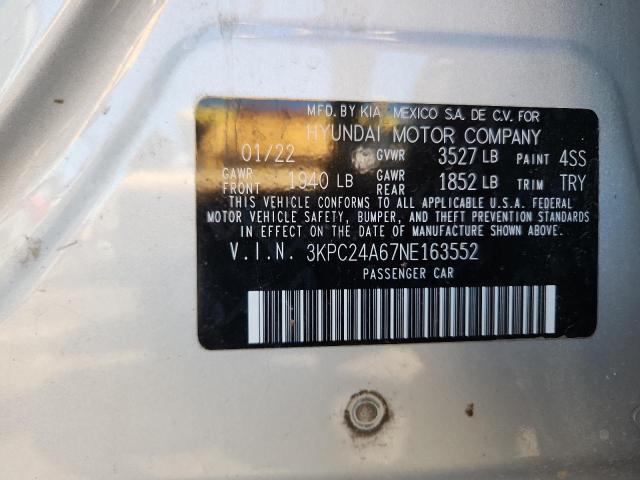 MFD. BY KIA MEXICO S.A. DE C.V. FOR
HYUNDAI MOTOR COMPANY
01/22 GVWR 3527 LB PAINT 4SS
GAWR FRONT 1940 LB GAWR REAR 1852 LB TRIM TRY
THIS VEHICLE CONFORMS TO ALL APPLICABLE U.S.A. FEDERAL
MOTOR VEHICLE SAFETY, BUMPER, AND THEFT PREVENTION STANDARDS
IN EFFECT ON THE DATE OF MANUFACTURE SHOWN ABOVE.
V.I.N. 3KPC24A67NE163552
PASSENGER CAR